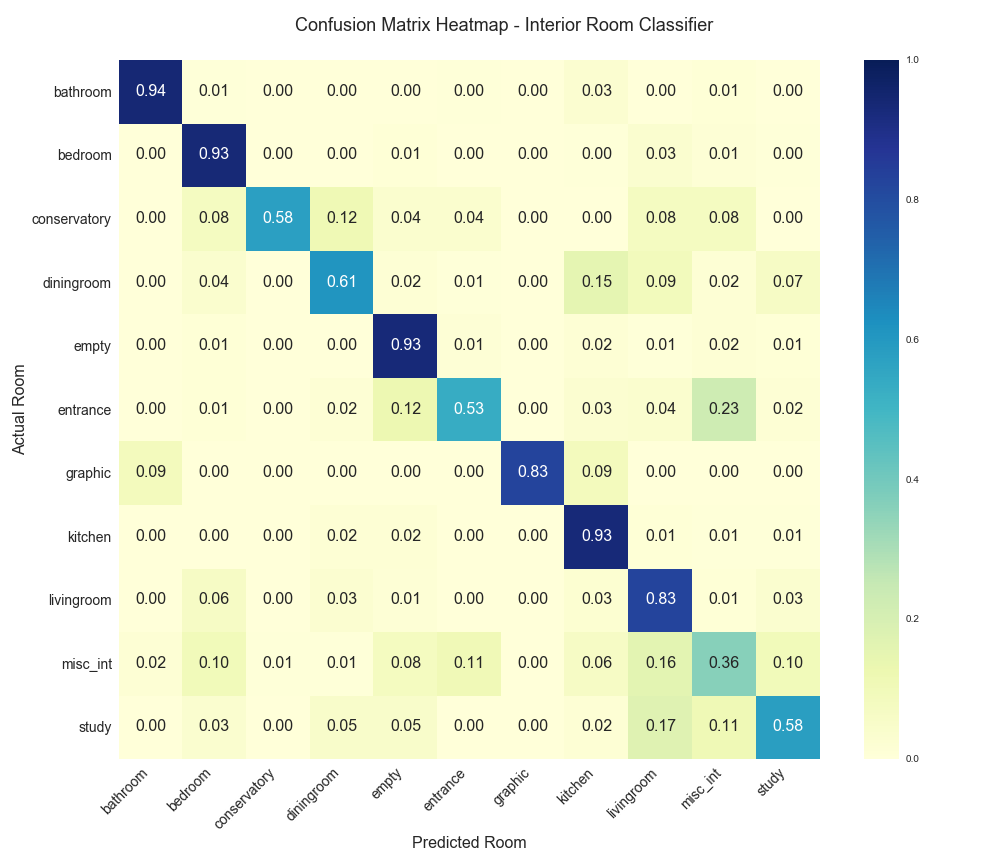 Confusion Matrix Heatmap - Interior Room Classifier
bathroom 0.94 0.01 0.00 0.00 0.00 0.00 0.00 0.03 0.00 0.01 0.00
bedroom 0.00 0.93 0.00 0.00 0.01 0.00 0.00 0.00 0.03 0.01 0.00
conservatory 0.00 0.08 0.58 0.12 0.04 0.04 0.00 0.00 0.08 0.08 0.00
diningroom 0.00 0.04 0.00 0.61 0.02 0.01 0.00 0.15 0.09 0.02 0.07
empty 0.00 0.01 0.00 0.00 0.93 0.01 0.00 0.02 0.01 0.02 0.01
entrance 0.00 0.01 0.00 0.02 0.12 0.53 0.00 0.03 0.04 0.23 0.02
graphic 0.09 0.00 0.00 0.00 0.00 0.00 0.83 0.09 0.00 0.00 0.00
kitchen 0.00 0.00 0.00 0.02 0.02 0.00 0.00 0.93 0.01 0.01 0.01
livingroom 0.00 0.06 0.00 0.03 0.01 0.00 0.00 0.03 0.83 0.01 0.03
misc_int 0.02 0.10 0.01 0.01 0.08 0.11 0.00 0.06 0.16 0.36 0.10
study 0.00 0.03 0.00 0.05 0.05 0.00 0.00 0.02 0.17 0.11 0.58
bathroom bedroom conservatory diningroom empty entrance graphic kitchen livingroom misc_int study
Predicted Room
Actual Room
1.0
0.8
0.6
0.4
0.2
0.0